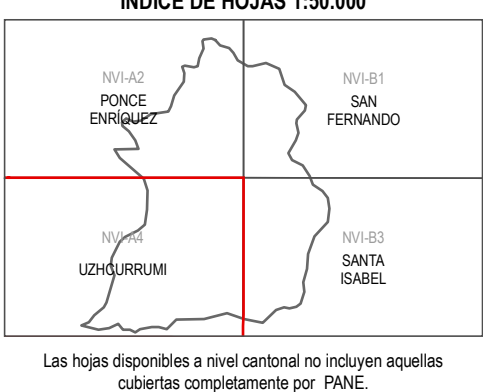 ÍNDICE DE HOJAS 1:50.000
NVI-A2
PONCE
ENRÍQUEZ
NVI-B1
SAN
FERNANDO
NVI-A4
UZHCURRUMI
NVI-B3
SANTA
ISABEL
Las hojas disponibles a nivel cantonal no incluyen aquellas
cubiertas completamente por PANE.